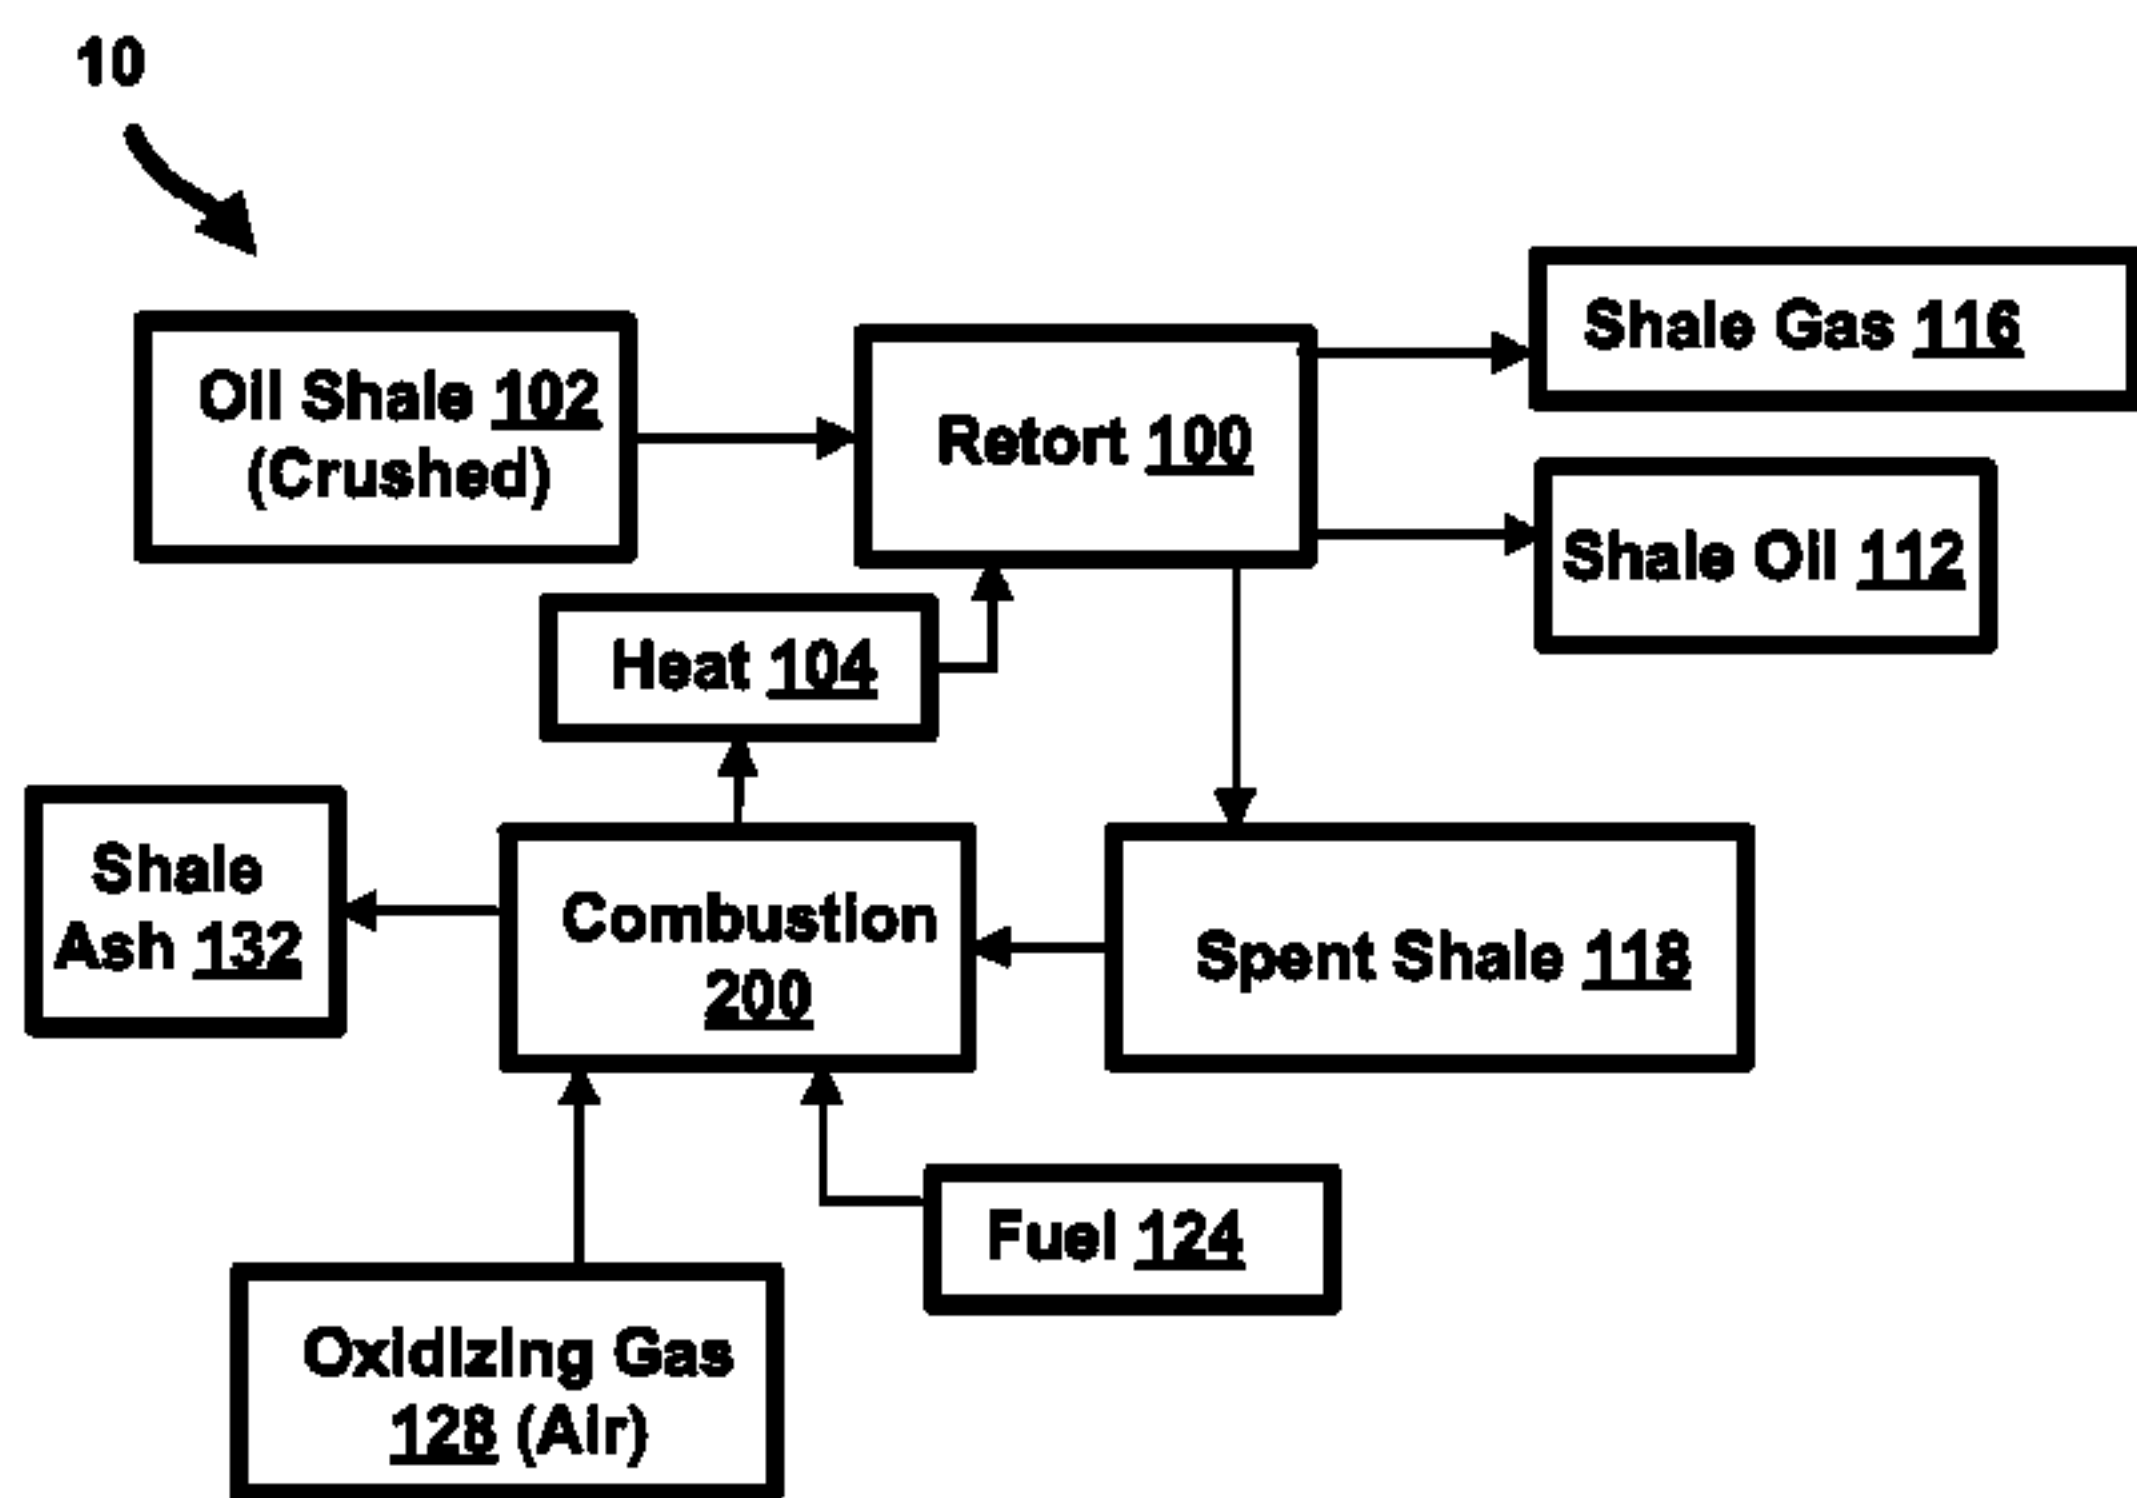 10
Oil Shale 102
(Crushed)
Retort 100
Shale Gas 116
Shale Oil 112
Heat 104
Shale
Ash 132
Combustion
200
Spent Shale 118
Fuel 124
Oxidizing Gas
128 (Air)